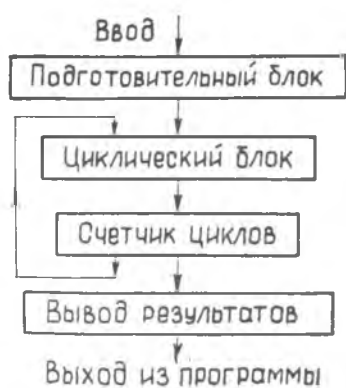 Ввод
Подготовительный блок
Циклический блок
Счетчик циклов
Вывод результатов
Выход из программы